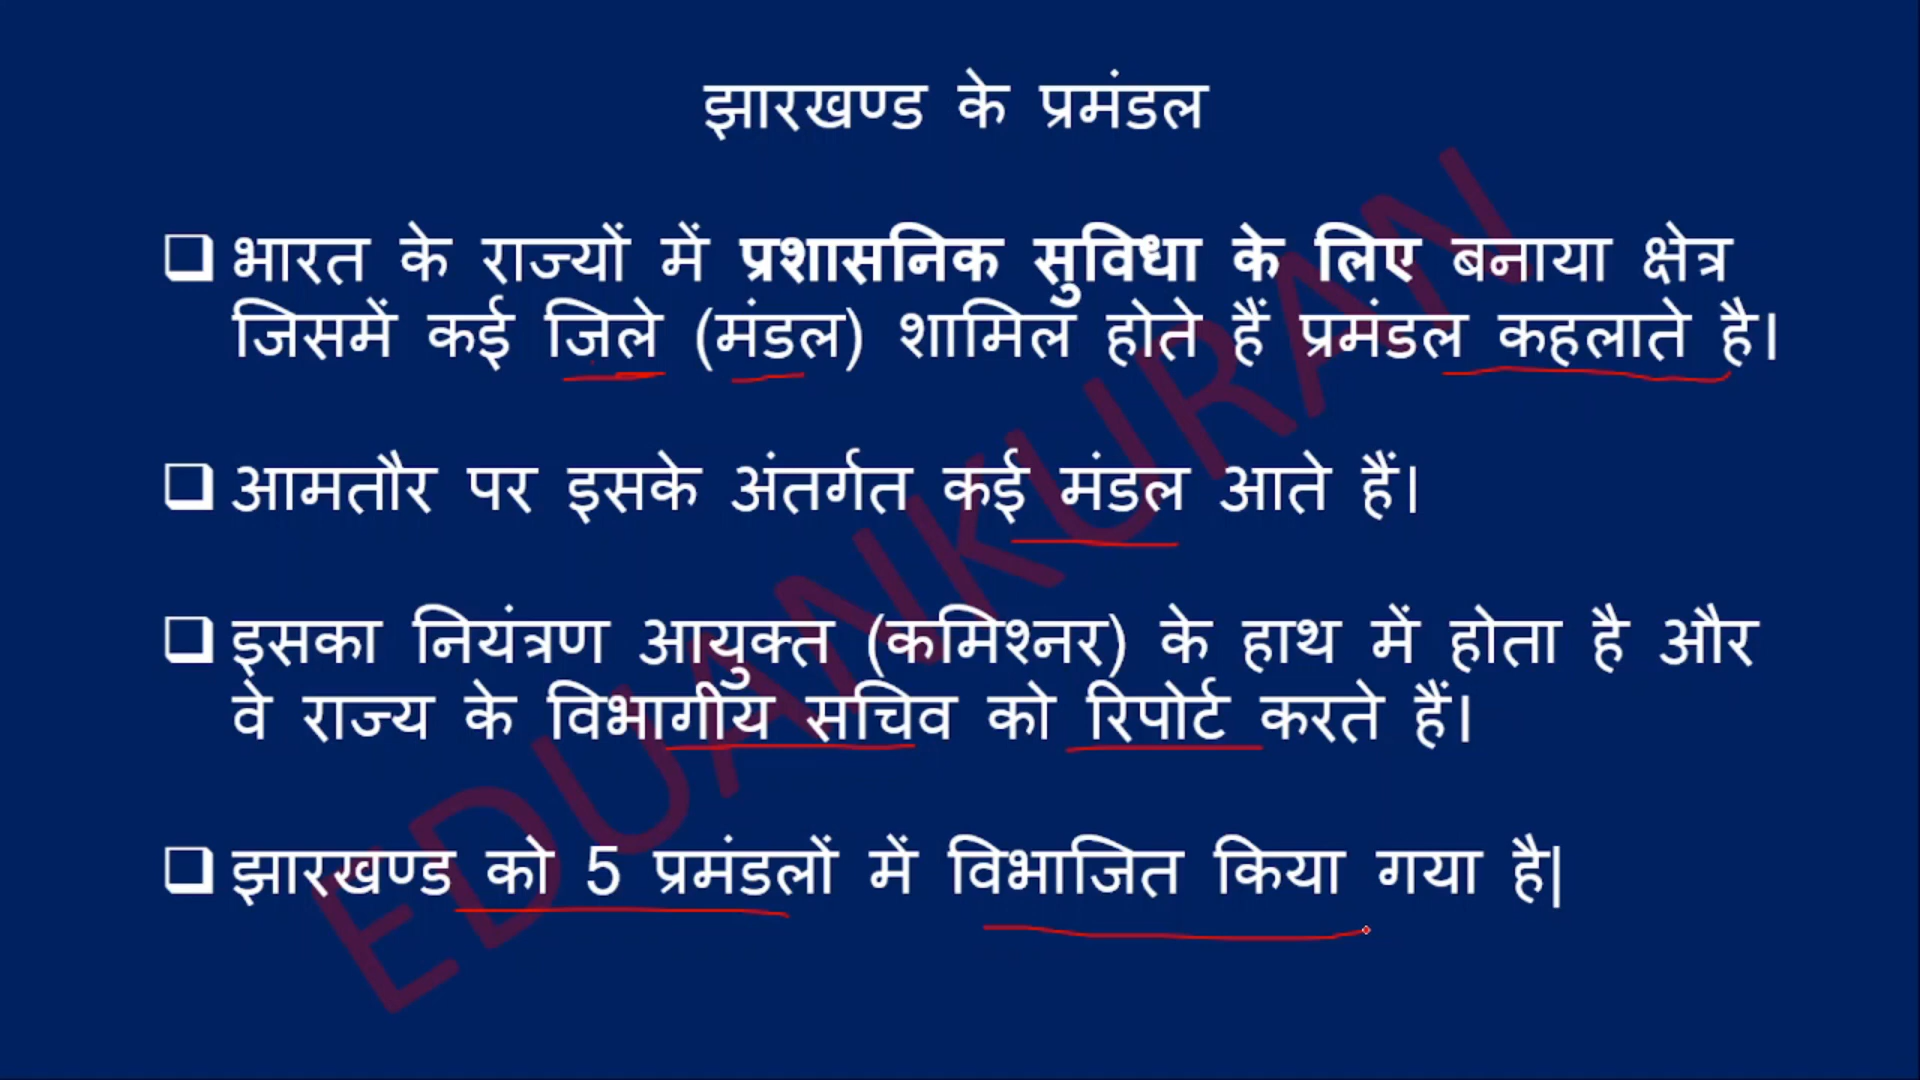 झारखण्ड के प्रमंडल
❑ भारत के राज्यों में प्रशासनिक सुविधा के लिए बनाया क्षेत्र
जिसमें कई जिले (मंडल) शामिल होते हैं प्रमंडल कहलाते है।
❑ आमतौर पर इसके अंतर्गत कई मंडल आते हैं।
❑ इसका नियंत्रण आयुक्त (कमिश्नर) के हाथ में होता है और
वे राज्य के विभागीय सचिव को रिपोर्ट करते हैं।
❑ झारखण्ड को 5 प्रमंडलों में विभाजित किया गया है|
EDUANKURAN